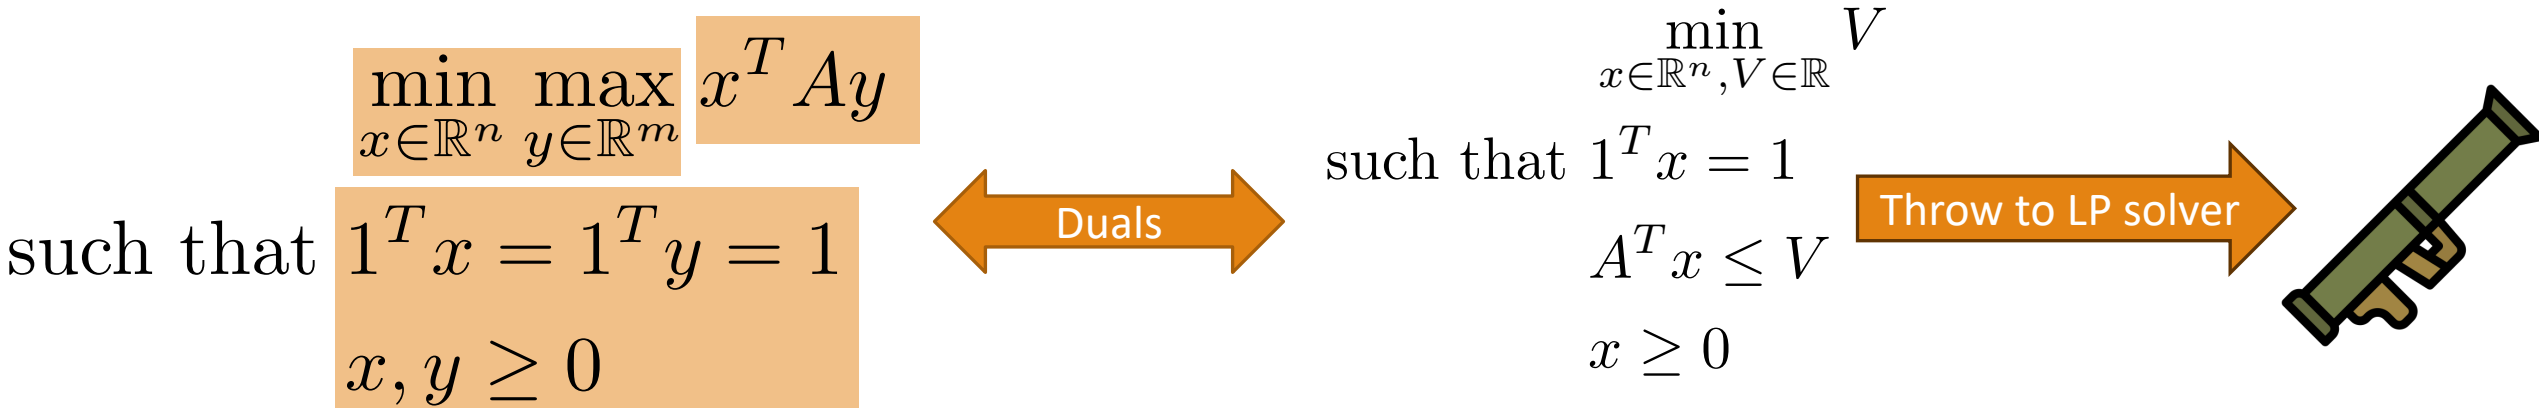 min max x^T Ay
x∈ℝ^n y∈ℝ^m
such that 1^T x = 1^T y = 1
x, y ≥ 0
Duals
min V
x∈ℝ^n, V∈ℝ
such that 1^T x = 1
A^T x ≤ V
x ≥ 0
Throw to LP solver